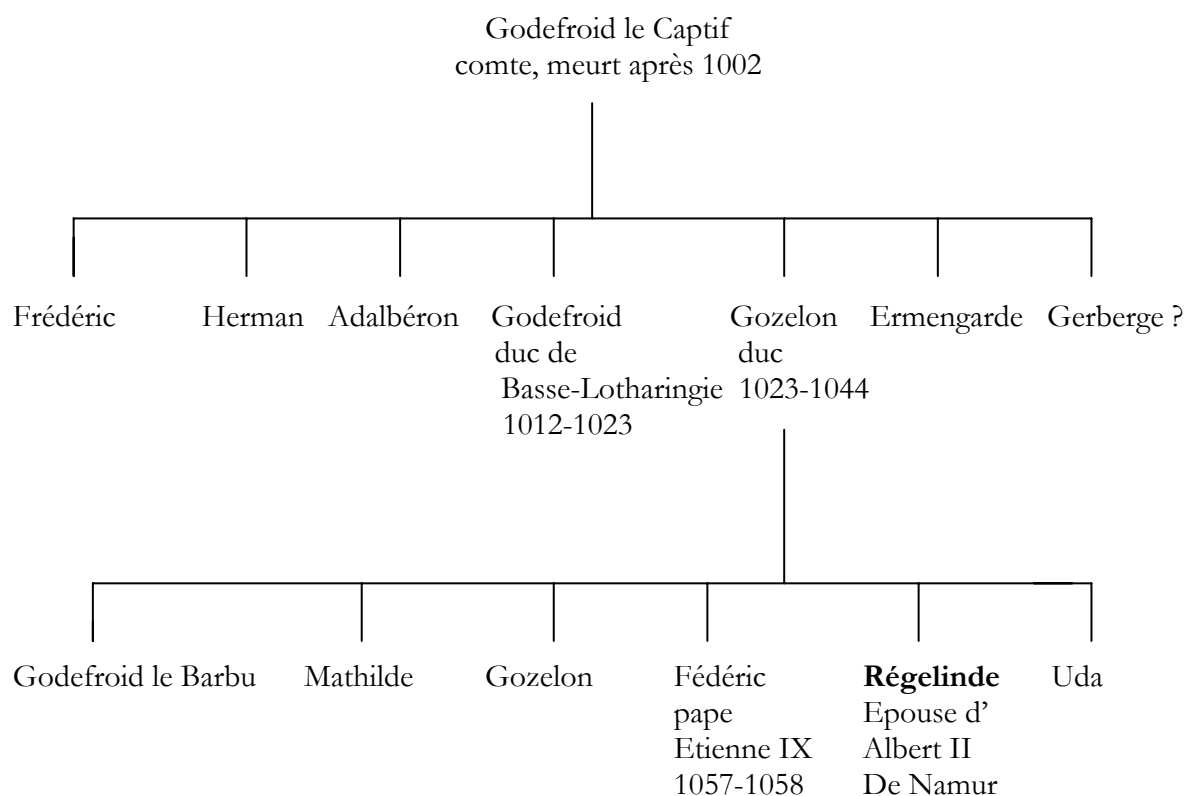 Godefroid le Captif
comte, meurt après 1002
Frédéric Herman Adalbéron Godefroid Gozelon Ermengarde Gerberge ?
duc de duc
Basse-Lotharingie 1023-1044
1012-1023
Godefroid le Barbu Mathilde Gozelon Fédéric Régelinde Uda
pape Epouse d’
Etienne IX Albert II
1057-1058 De Namur